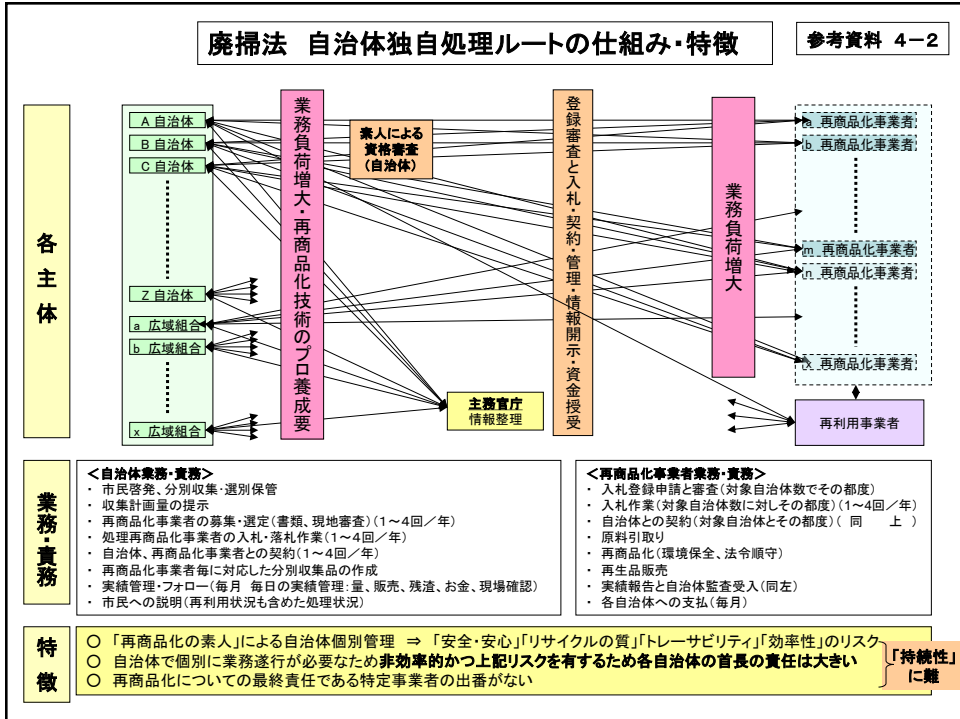 廃掃法 自治体独自処理ルートの仕組み・特徴
参考資料 4－2
各主体
A 自治体
B 自治体
C 自治体
Z 自治体
a 広域組合
b 広域組合
x 広域組合
業務負荷増大・再商品化技術のプロ養成要
素人による
資格審査
（自治体）
主務官庁
情報整理
登録審査と入札・契約・管理・情報開示・資金授受
業務負荷増大
a 再商品化事業者
b 再商品化事業者
m 再商品化事業者
n 再商品化事業者
x 再商品化事業者
再利用事業者
業務・責務
＜自治体業務・責務＞
・ 市民啓発、分別収集・選別保管
・ 収集計画量の提示
・ 再商品化事業者の募集・選定（書類、現地審査）（１～４回／年）
・ 処理再商品化事業者の入札・落札作業（１～４回／年）
・ 自治体、再商品化事業者との契約（１～４回／年）
・ 再商品化事業者毎に対応した分別収集品の作成
・ 実績管理・フォロー（毎月 毎日の実績管理：量、販売、残渣、お金、現場確認）
・ 市民への説明（再利用状況も含めた処理状況）
＜再商品化事業者業務・責務＞
・ 入札登録申請と審査（対象自治体数でその都度）
・ 入札作業（対象自治体数に対しその都度）（１～４回／年）
・ 自治体との契約（対象自治体とその都度）（ 同 上 ）
・ 原料引取り
・ 再商品化（環境保全、法令順守）
・ 再生品販売
・ 実績報告と自治体監査受入（同左）
・ 各自治体への支払（毎月）
特徴
○ 「再商品化の素人」による自治体個別管理 ⇒ 「安全・安心」「リサイクルの質」「トレーサビリティ」「効率性」のリスク
○ 自治体で個別に業務遂行が必要なため非効率的かつ上記リスクを有するため各自治体の首長の責任は大きい
○ 再商品化についての最終責任である特定事業者の出番がない
「持続性」
に難